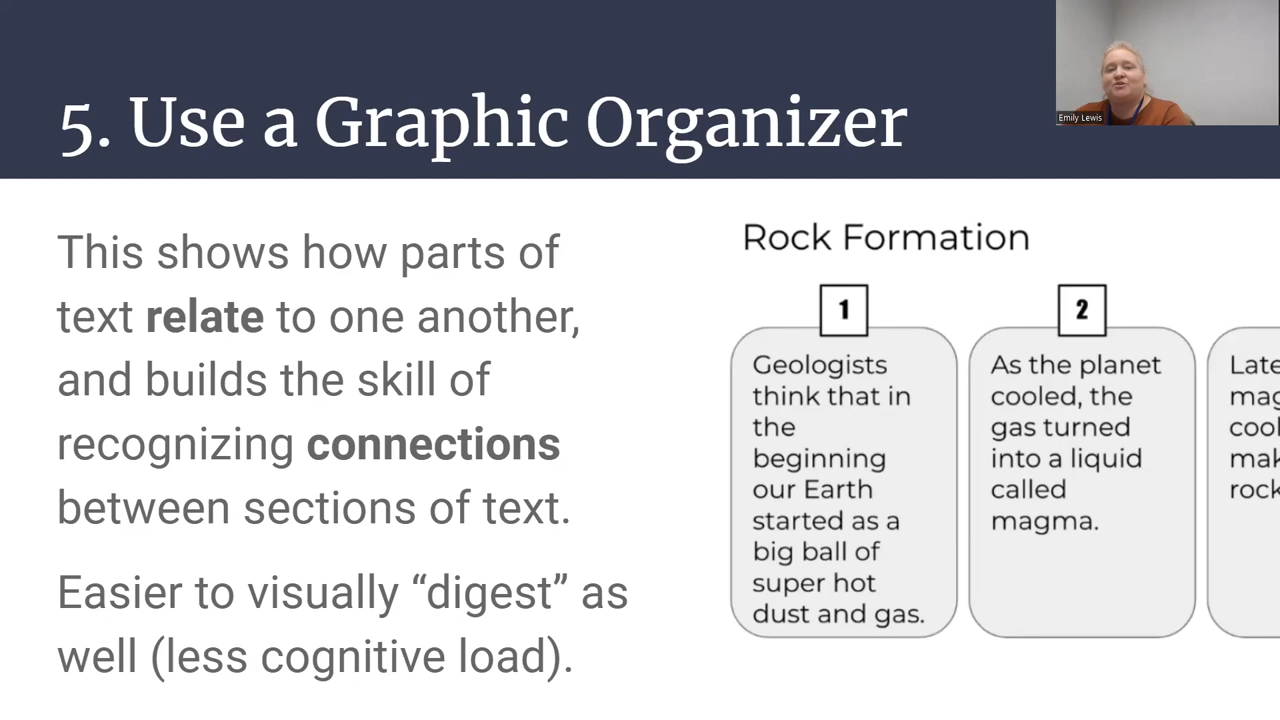 5. Use a Graphic Organizer
Emily Lewis
This shows how parts of
text relate to one another,
and builds the skill of
recognizing connections
between sections of text.
Easier to visually “digest” as
well (less cognitive load).
Rock Formation
1
Geologists
think that in
the
beginning
our Earth
started as a
big ball of
super hot
dust and gas.
2
As the planet
cooled, the
gas turned
into a liquid
called
magma.